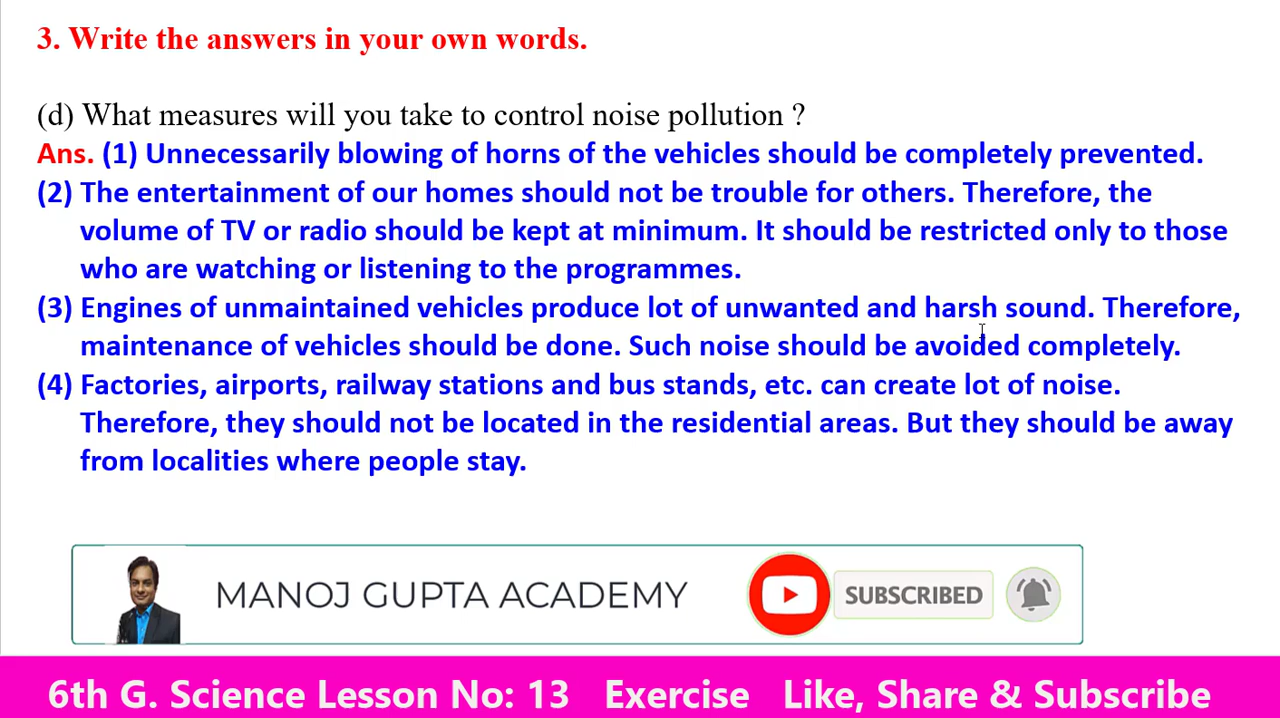 3. Write the answers in your own words.
(d) What measures will you take to control noise pollution ?
Ans. (1) Unnecessarily blowing of horns of the vehicles should be completely prevented.
(2) The entertainment of our homes should not be trouble for others. Therefore, the
volume of TV or radio should be kept at minimum. It should be restricted only to those
who are watching or listening to the programmes.
(3) Engines of unmaintained vehicles produce lot of unwanted and harsh sound. Therefore,
maintenance of vehicles should be done. Such noise should be avoided completely.
(4) Factories, airports, railway stations and bus stands, etc. can create lot of noise.
Therefore, they should not be located in the residential areas. But they should be away
from localities where people stay.
MANOJ GUPTA ACADEMY SUBSCRIBED
6th G. Science Lesson No: 13 Exercise Like, Share & Subscribe